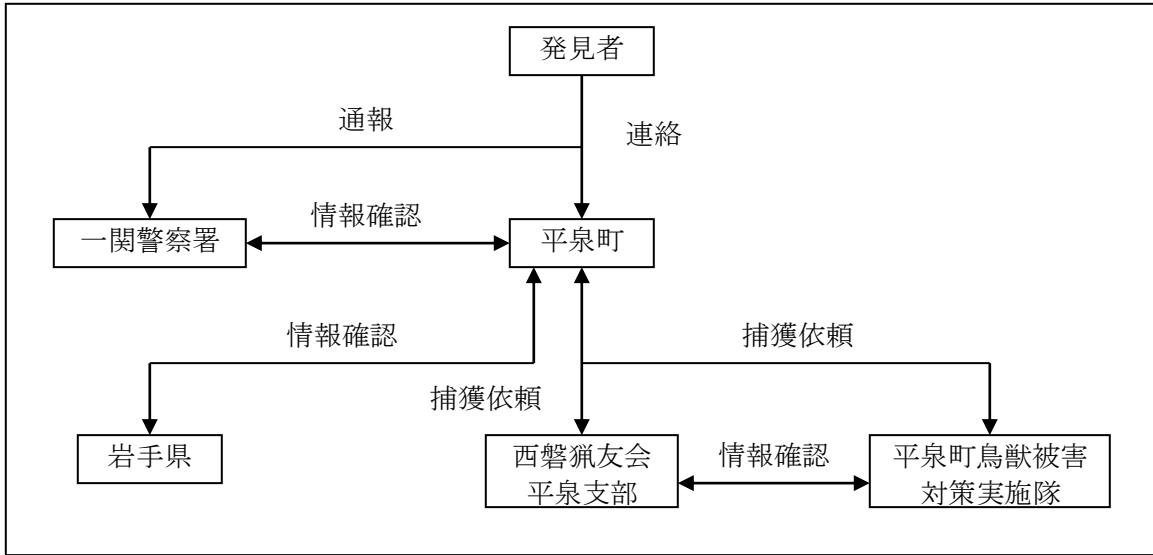 発見者
通報
連絡
情報確認
一関警察署
平泉町
情報確認
捕獲依頼
捕獲依頼
岩手県
西磐猟友会
平泉支部
情報確認
平泉町鳥獣被害
対策実施隊